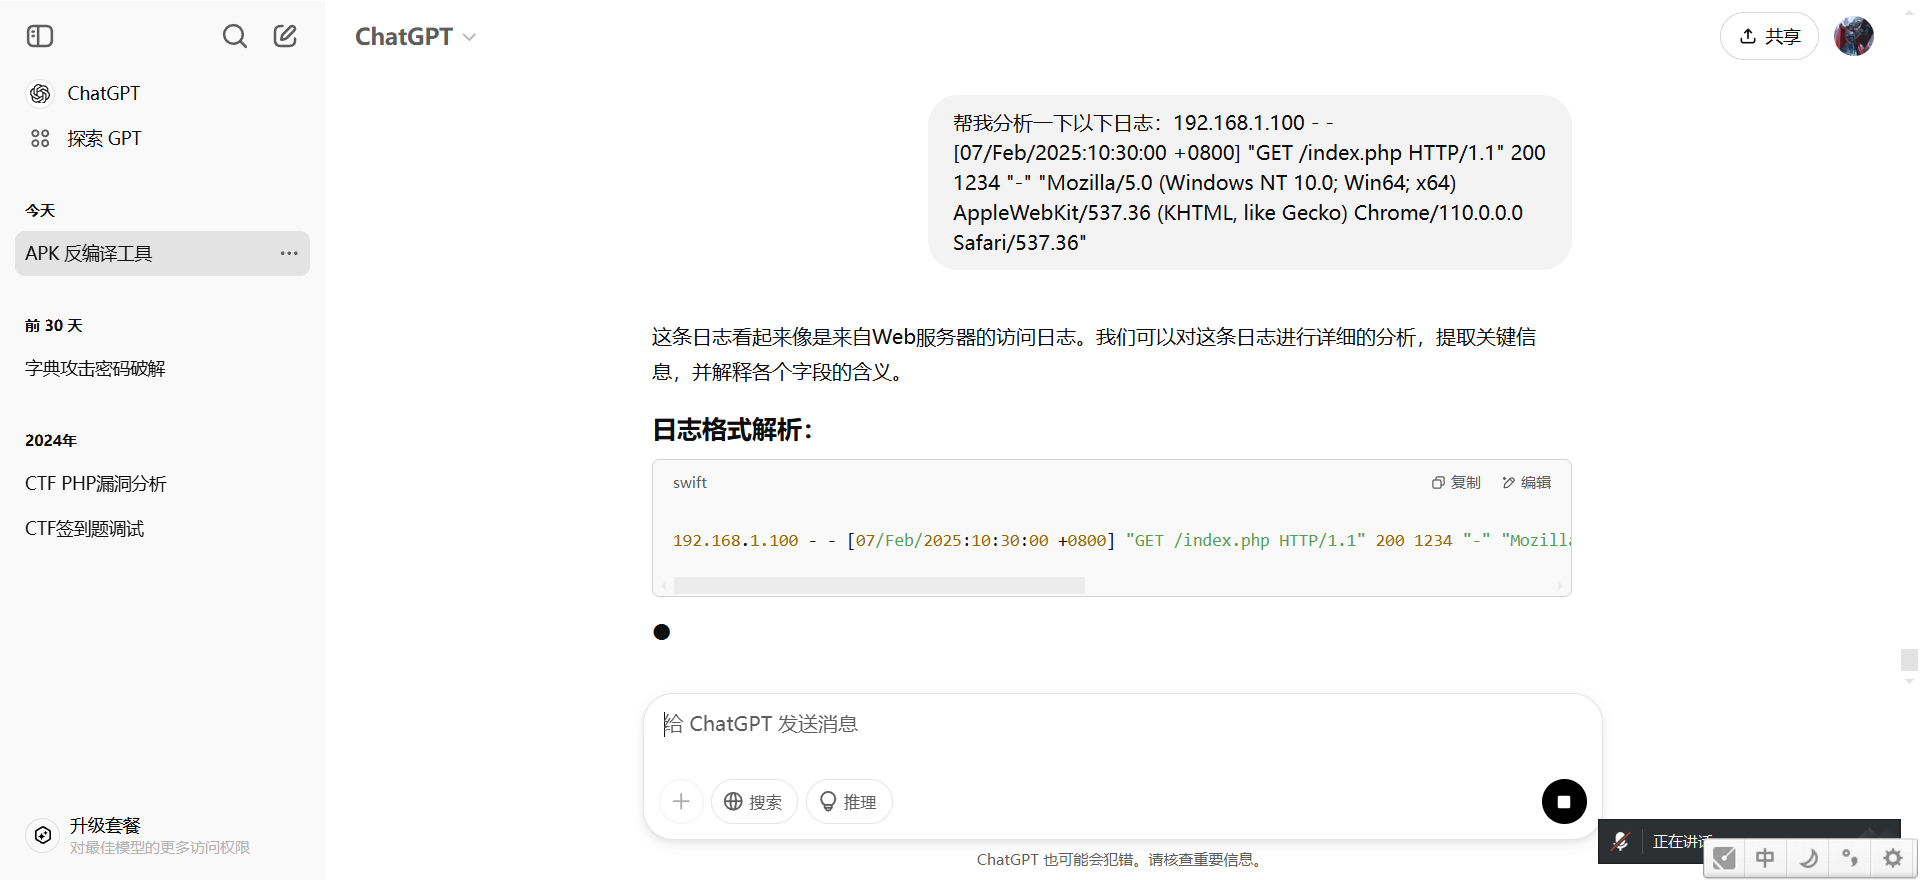 ChatGPT
共享
ChatGPT
探索 GPT
今天
APK 反编译工具
前 30 天
字典攻击密码破解
2024年
CTF PHP漏洞分析
CTF签到题调试
升级套餐
对最佳模型的更多访问权限
帮我分析一下以下日志：192.168.1.100 - -
[07/Feb/2025:10:30:00 +0800] "GET /index.php HTTP/1.1" 200
1234 "-" "Mozilla/5.0 (Windows NT 10.0; Win64; x64)
AppleWebKit/537.36 (KHTML, like Gecko) Chrome/110.0.0.0
Safari/537.36"
这条日志看起来像是来自Web服务器的访问日志。我们可以对这条日志进行详细的分析，提取关键信
息，并解释各个字段的含义。
日志格式解析：
swift
复制
编辑
192.168.1.100 - - [07/Feb/2025:10:30:00 +0800] "GET /index.php HTTP/1.1" 200 1234 "-" "Mozill
给 ChatGPT 发送消息
搜索
推理
ChatGPT 也可能会犯错。请核查重要信息。
正在讲
中